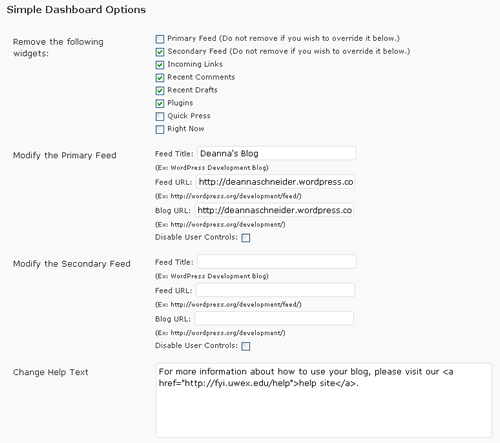 Simple Dashboard Options
Remove the following widgets:
Primary Feed (Do not remove if you wish to override it below.)
Secondary Feed (Do not remove if you wish to override it below.)
Incoming Links
Recent Comments
Recent Drafts
Plugins
Quick Press
Right Now
Modify the Primary Feed
Feed Title: Deanna's Blog
(Ex: WordPress Development Blog)
Feed URL: http://deannaschneider.wordpress.co
(Ex: http://wordpress.org/development/feed/)
Blog URL: http://deannaschneider.wordpress.co
(Ex: http://wordpress.org/development/)
Disable User Controls:
Modify the Secondary Feed
Feed Title:
(Ex: WordPress Development Blog)
Feed URL:
(Ex: http://wordpress.org/development/feed/)
Blog URL:
(Ex: http://wordpress.org/development/)
Disable User Controls:
Change Help Text
For more information about how to use your blog, please visit our <a
href="http://fyi.uwex.edu/help">help site</a>.